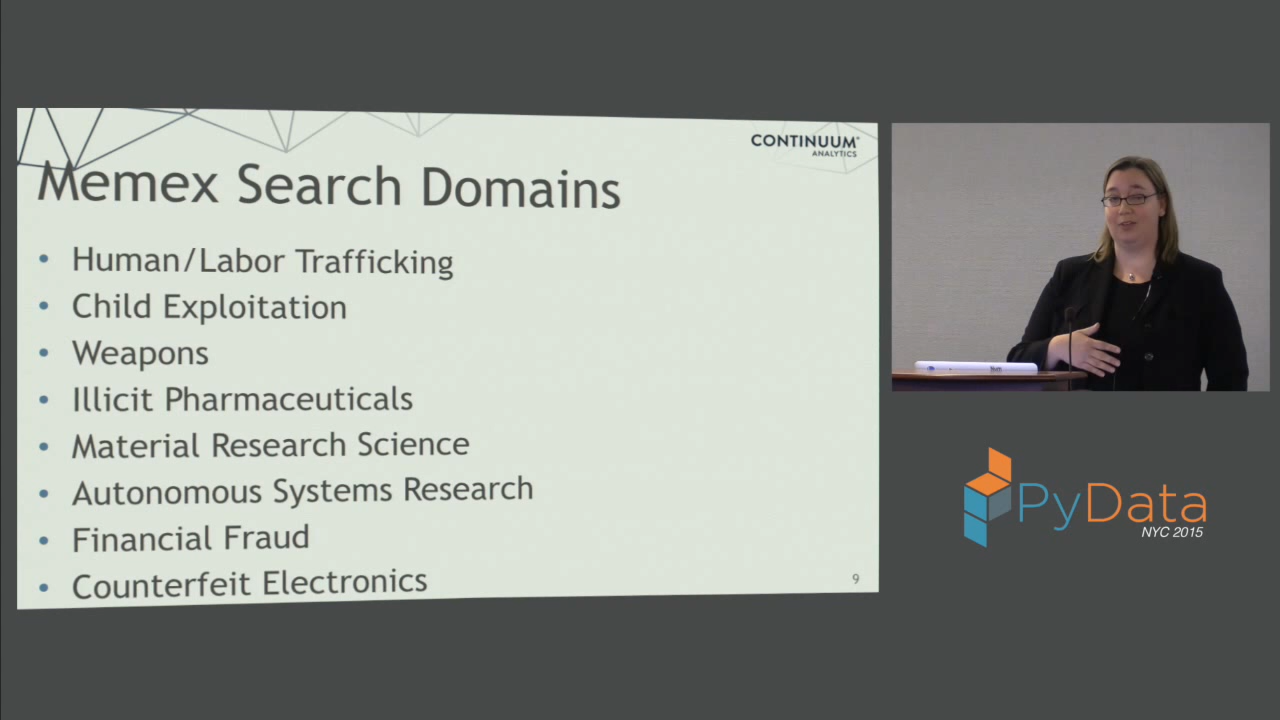 CONTINUUM®
ANALYTICS
Memex Search Domains
• Human/Labor Trafficking
• Child Exploitation
• Weapons
• Illicit Pharmaceuticals
• Material Research Science
• Autonomous Systems Research
• Financial Fraud
• Counterfeit Electronics
9
PyData
NYC 2015